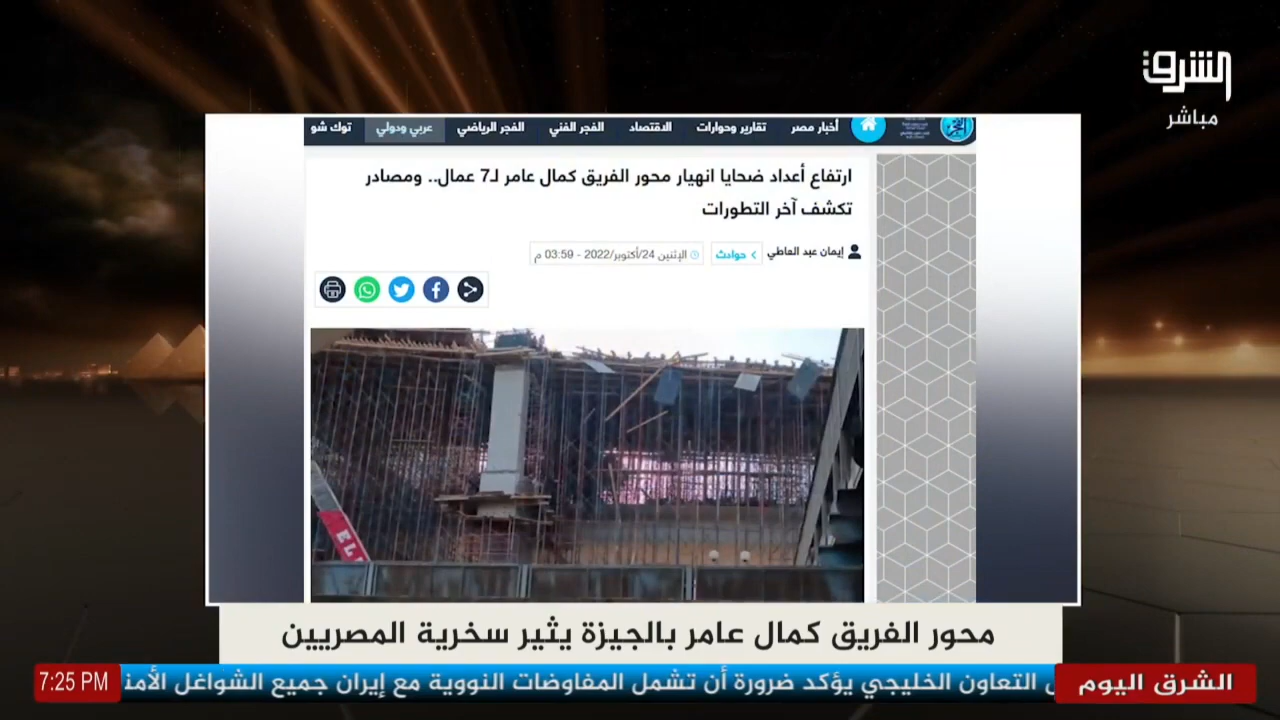 الشرق
مباشر
أخبار مصر
تقارير وحوارات
الاقتصاد
الفجر الفني
الفجر الرياضي
عربي ودولي
توك شو
ارتفاع أعداد ضحايا انهيار محور الفريق كمال عامر لـ7 عمال.. ومصادر
تكشف آخر التطورات
إيمان عبد العاطي
حوادث
الإثنين 24/أكتوبر/2022 - 03:59 م
محور الفريق كمال عامر بالجيزة يثير سخرية المصريين
الشرق اليوم
التعاون الخليجي يؤكد ضرورة أن تشمل المفاوضات النووية مع إيران جميع الشواغل
7:25 PM